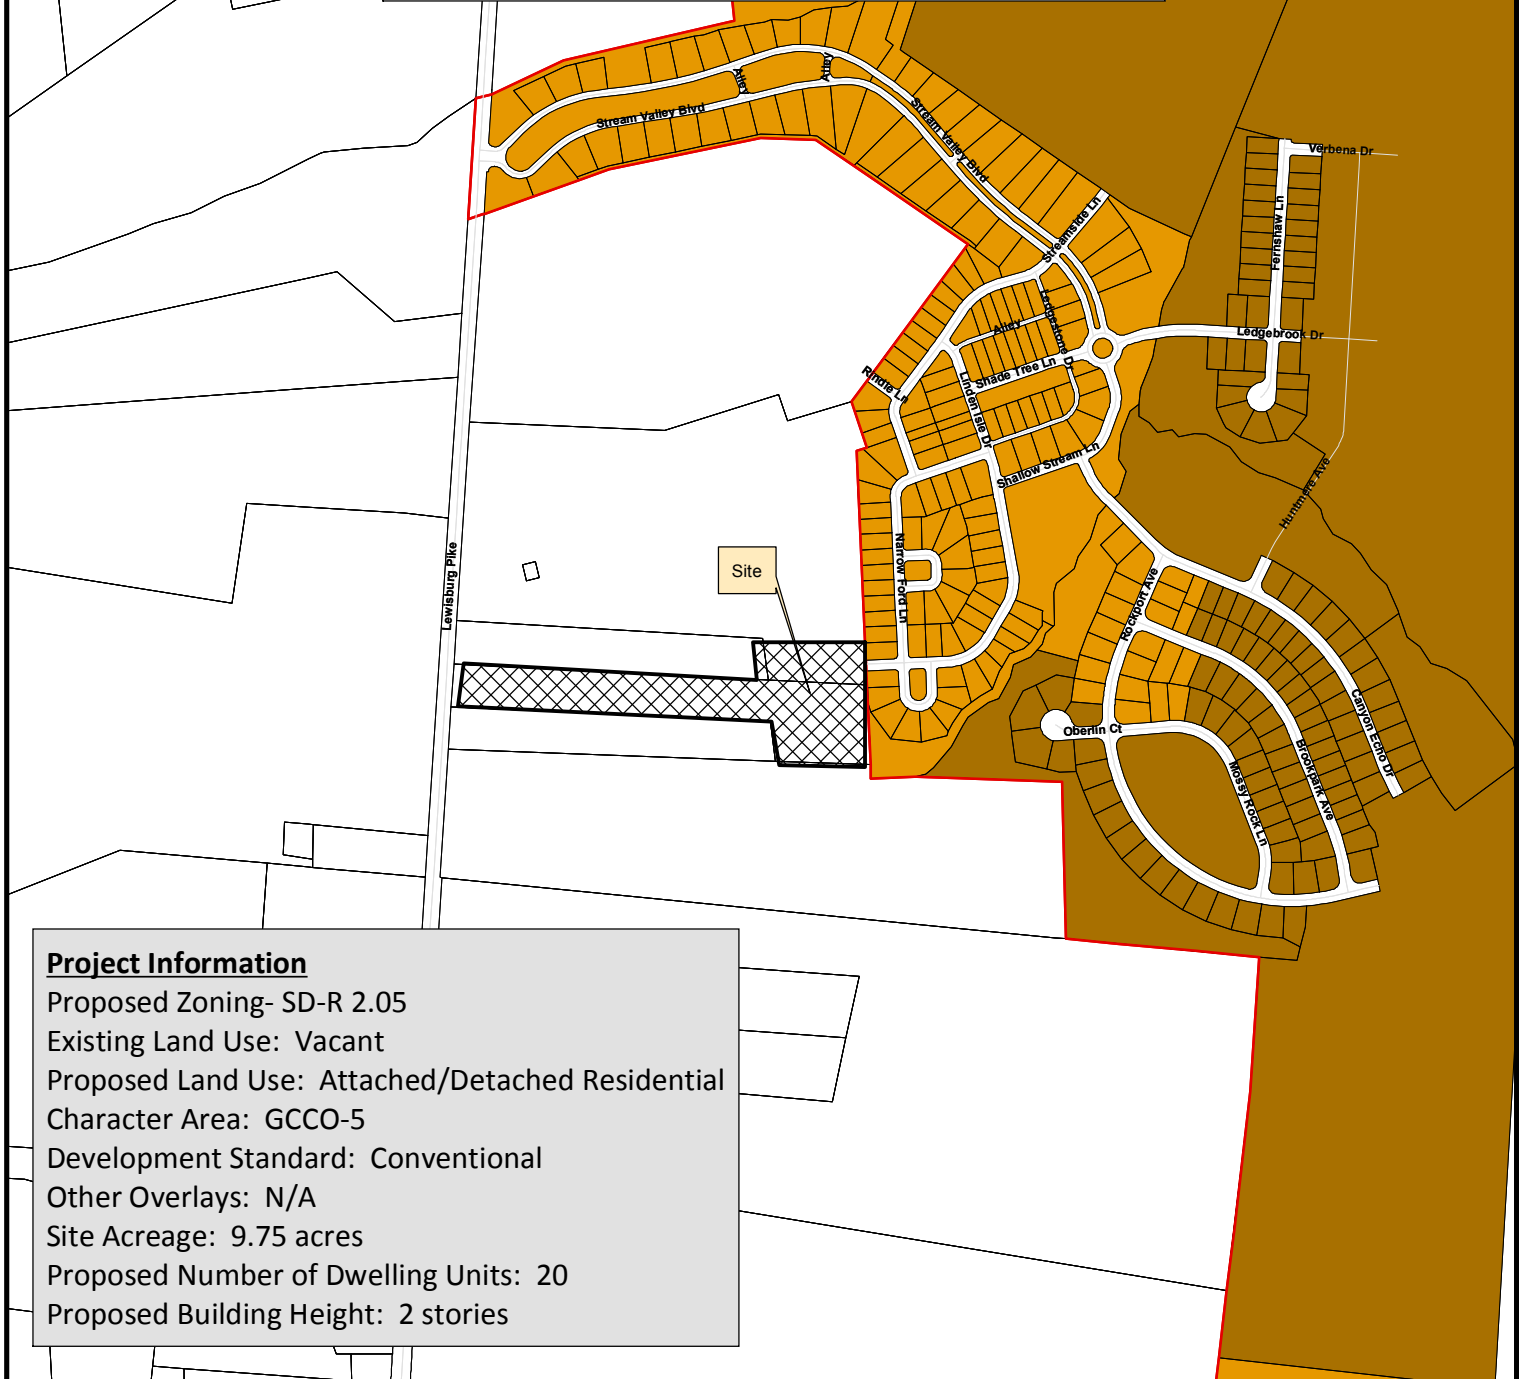 Alley
Alley
Stream Valley Blvd
Stream Valley Blvd
Verbena Dr
Streamside Ln
Fernshaw Ln
Ledgestone Dr
Alley
Ledgebrook Dr
Rindle Ln
Shade Tree Ln
Linden Isle Dr
Shallow Stream Ln
Huntmere Ave
Lewisburg Pike
Site
Narrow Ford Ln
Rockport Ave
Oberlin Ct
Canyon Echo Dr
Brookpark Ave
Mossy Rock Ln
Project Information
Proposed Zoning- SD-R 2.05
Existing Land Use: Vacant
Proposed Land Use: Attached/Detached Residential
Character Area: GCCO-5
Development Standard: Conventional
Other Overlays: N/A
Site Acreage: 9.75 acres
Proposed Number of Dwelling Units: 20
Proposed Building Height: 2 stories